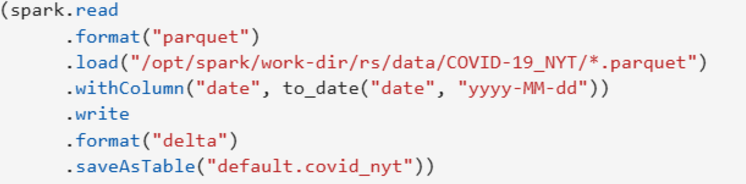 (spark.read
.format("parquet")
.load("/opt/spark/work-dir/rs/data/COVID-19_NYT/*.parquet")
.withColumn("date", to_date("date", "yyyy-MM-dd"))
.write
.format("delta")
.saveAsTable("default.covid_nyt"))